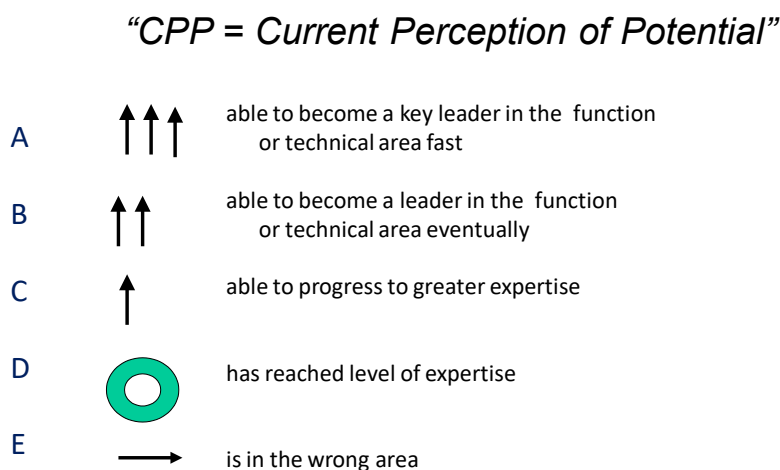 “CPP = Current Perception of Potential”
A
able to become a key leader in the function
or technical area fast
B
able to become a leader in the function
or technical area eventually
C
able to progress to greater expertise
D
has reached level of expertise
E
is in the wrong area